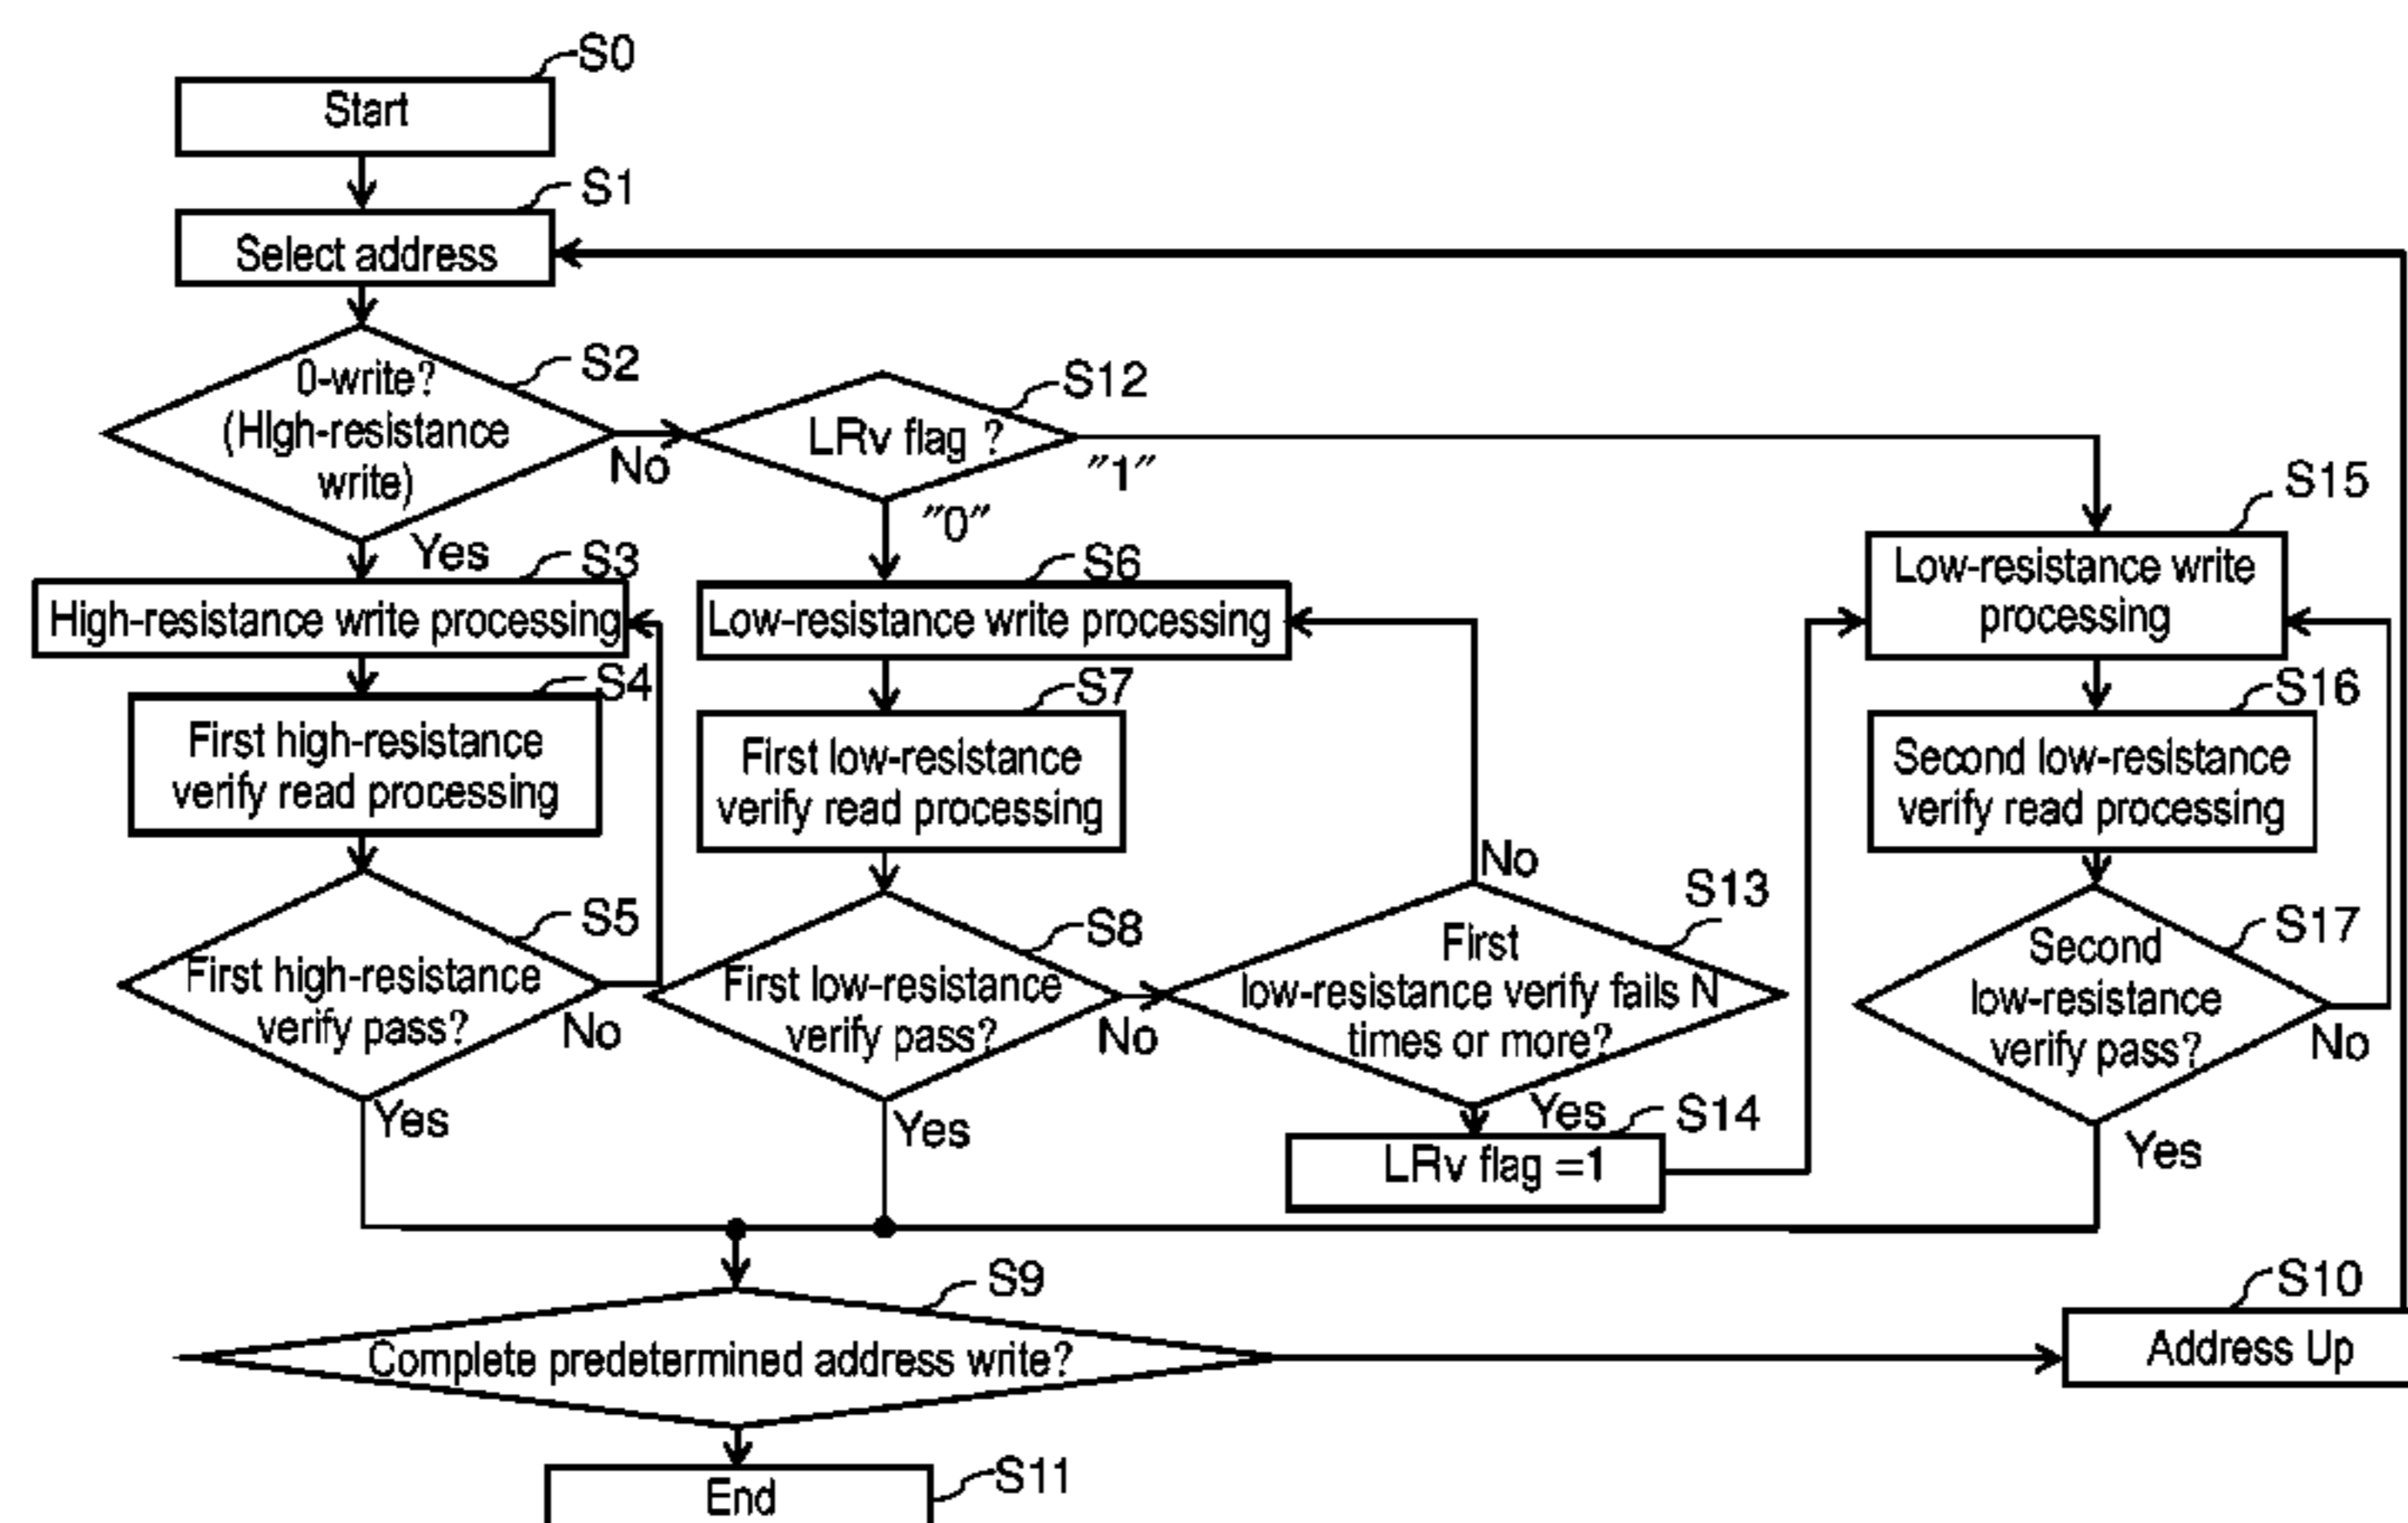 S0
Start
S1
Select address
S2
0-write?
(HIgh-resistance
write)
No
Yes
S12
LRv flag ?
"1"
"0"
S3
High-resistance write processing
S6
Low-resistance write processing
S15
Low-resistance write
processing
S4
First high-resistance
verify read processing
S7
First low-resistance
verify read processing
S16
Second low-resistance
verify read processing
S5
First high-resistance
verify pass?
No
Yes
S8
First low-resistance
verify pass?
No
Yes
S13
No
First
low-resistance verify fails N
times or more?
Yes
S14
LRv flag =1
S17
Second
low-resistance
verify pass?
No
Yes
S9
Complete predetermined address write?
S10
Address Up
S11
End